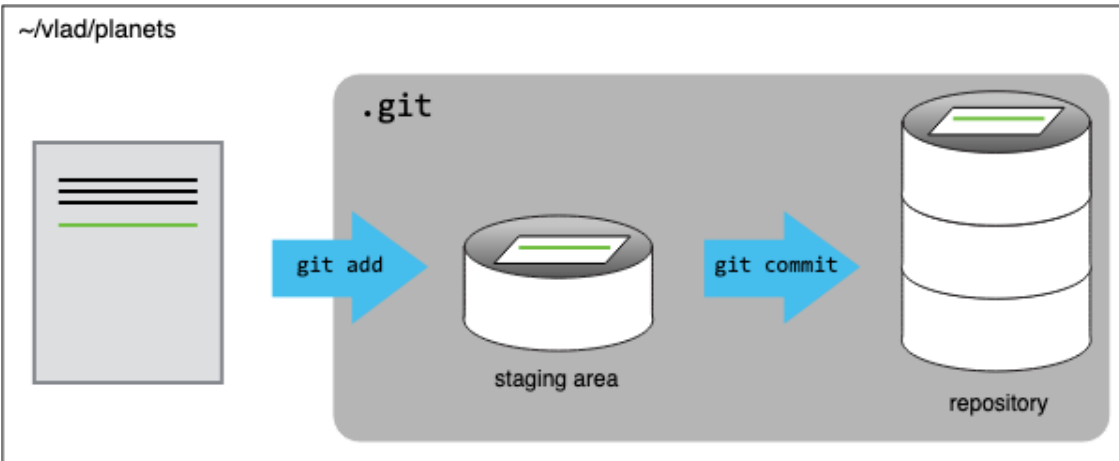 ~/vlad/planets
.git
git add
git commit
staging area
repository